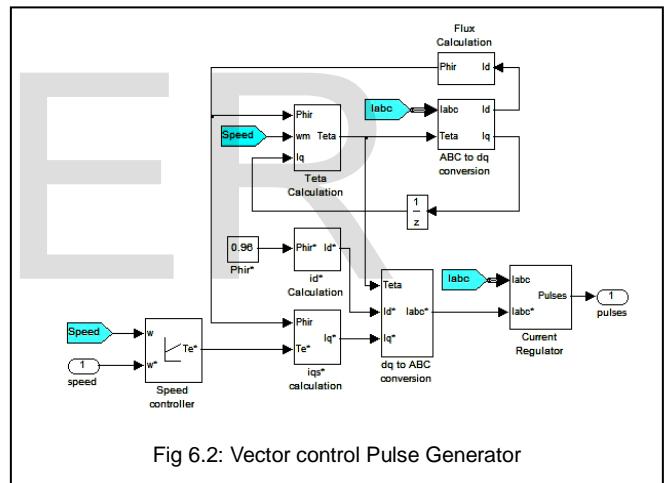 Flux
Calculation
Phir Id
Iabc
Iabc Id
Teta Iq
ABC to dq
conversion
Phir
Speed
wm Teta
Iq
Teta
Calculation
1
z
0.96
Phir*
Phir* Id*
id*
Calculation
Teta
Id* Iabc*
Iq*
dq to ABC
conversion
Iabc
Iabc
Pulses
Iabc*
Current
Regulator
1
pulses
Phir
Iq*
Te*
iqs*
calculation
Speed
w
Te*
w*
1
speed
Speed
controller
ER
Fig 6.2: Vector control Pulse Generator